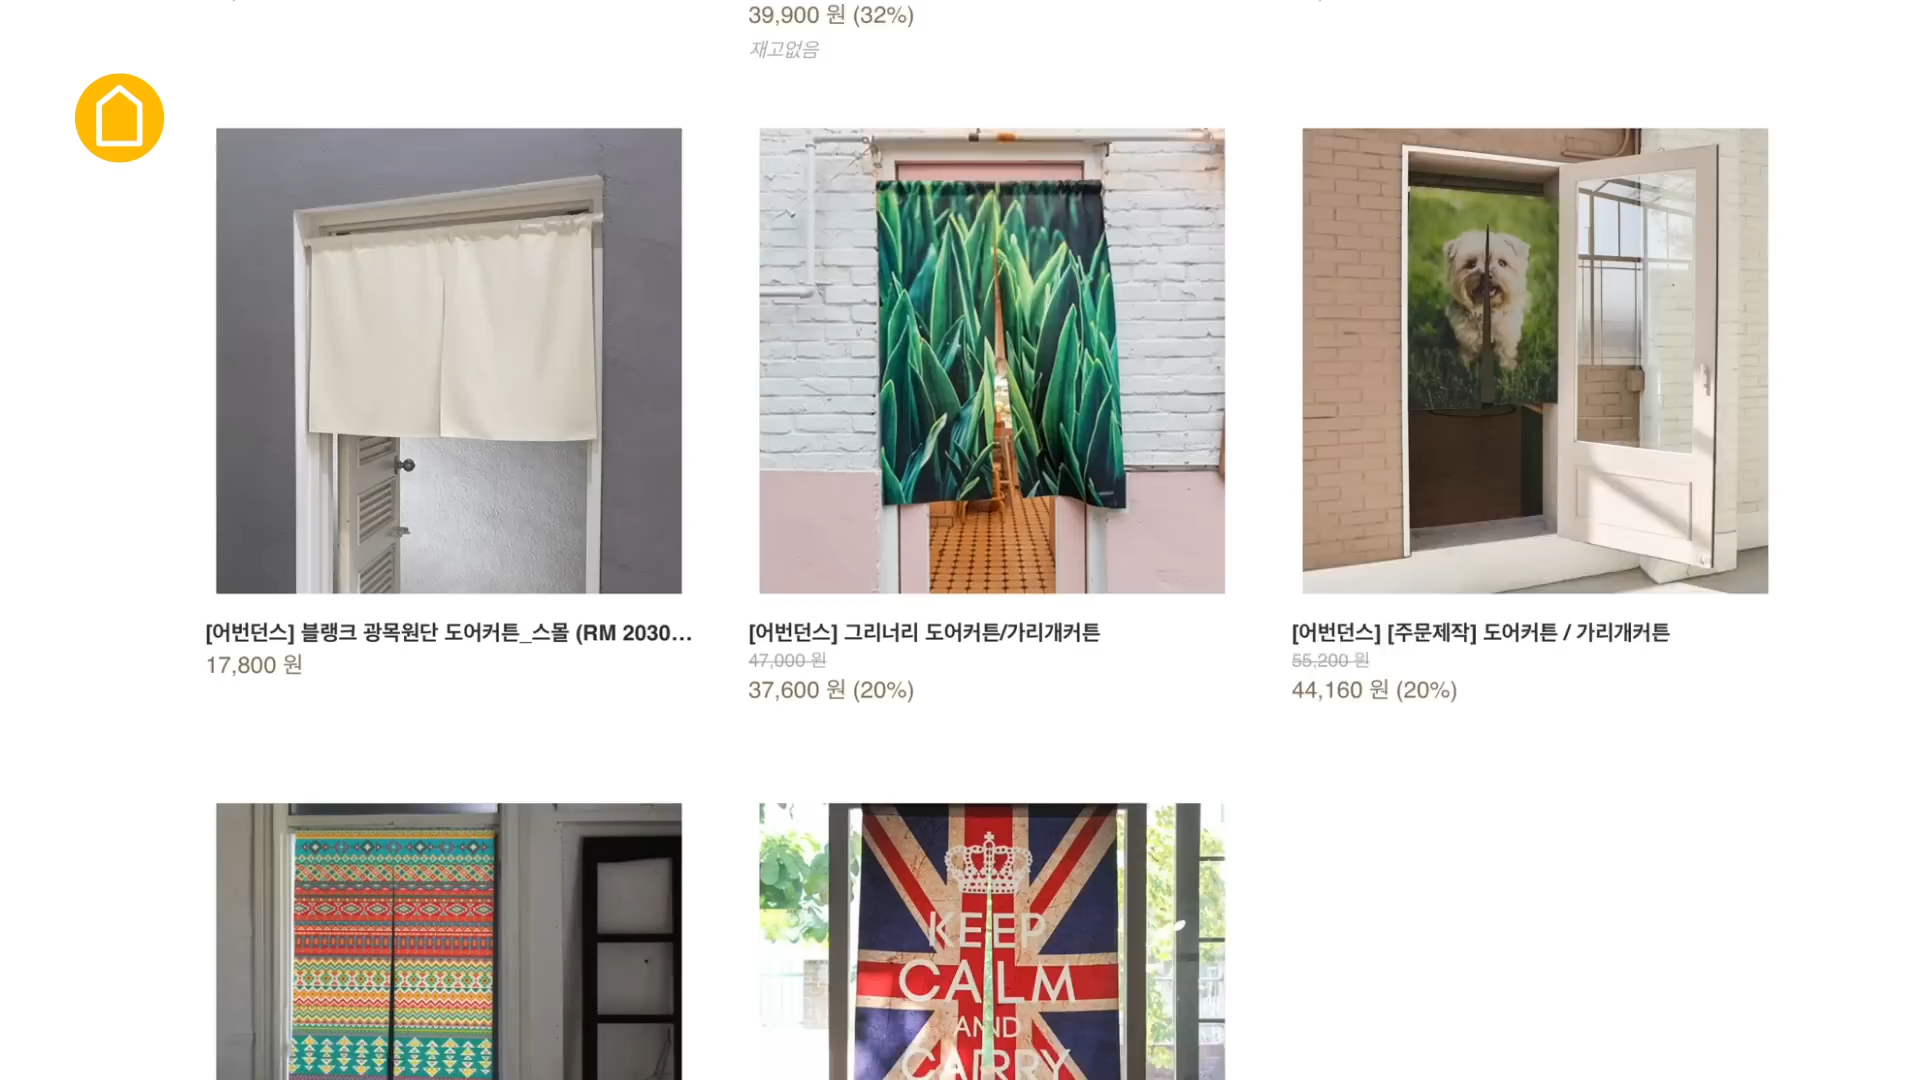 39,900 원 (32%)
재고없음
[어번던스] 블랭크 광목원단 도어커튼_스몰 (RM 2030...
17,800 원
[어번던스] 그리너리 도어커튼/가리개커튼
47,000 원
37,600 원 (20%)
[어번던스] [주문제작] 도어커튼 / 가리개커튼
55,200 원
44,160 원 (20%)
KEEP
CALM
AND
CARRY